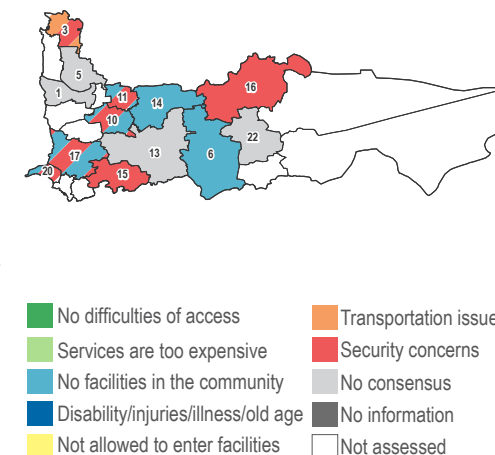 3
5
1
16
11
14
10
22
13
6
17
15
20
No difficulties of access
Services are too expensive
No facilities in the community
Disability/injuries/illness/old age
Not allowed to enter facilities
Transportation issue
Security concerns
No consensus
No information
Not assessed